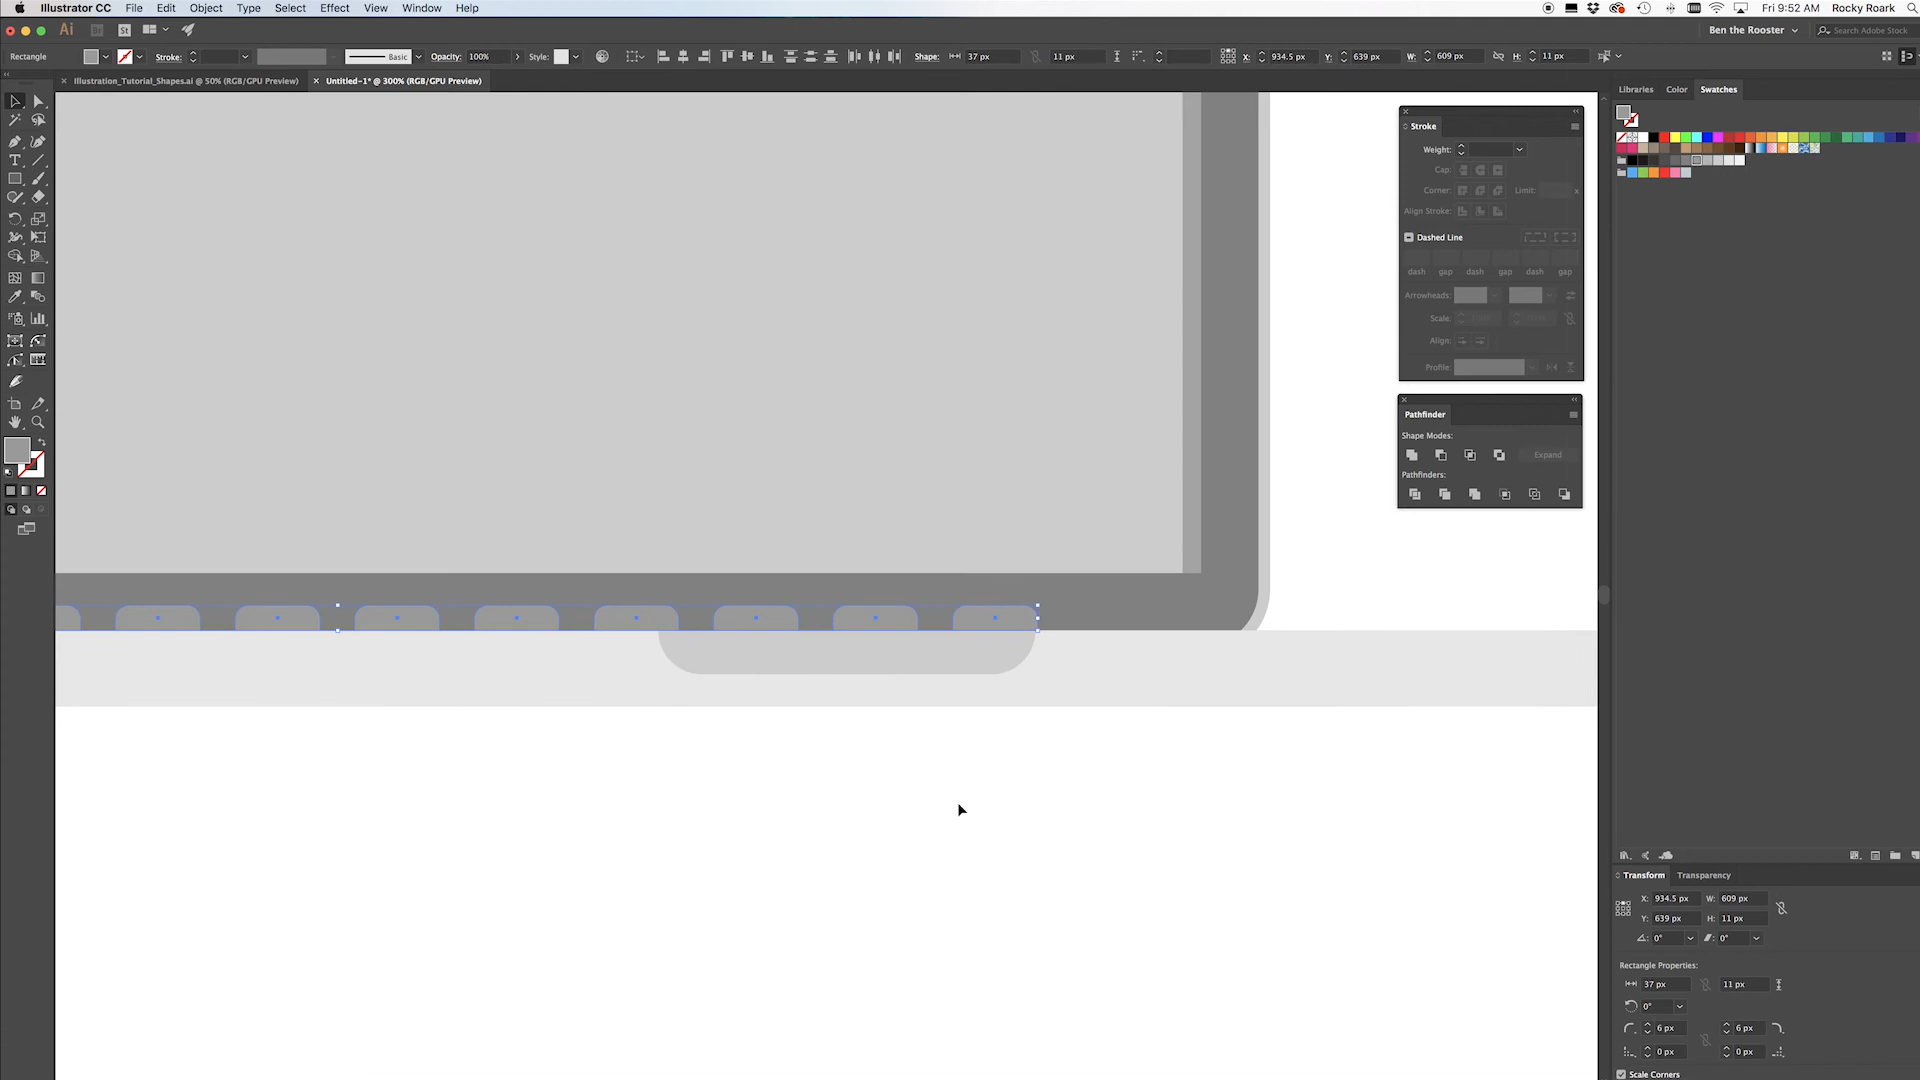 Illustrator CC File Edit Object Type Select Effect View Window Help Fri 9:52 AM Rocky Roark
Ai Br St Ben the Rooster Search Adobe Stock
Rectangle Stroke: Basic Opacity: 100% Style: Shape: 37 px 11 px X: 934.5 px Y: 639 px W: 609 px H: 11 px
Illustration_Tutorial_Shapes.ai @ 50% (RGB/GPU Preview) Untitled-1* @ 300% (RGB/GPU Preview)
Libraries Color Swatches
Stroke
Weight:
Cap:
Corner: Limit: x
Align Stroke:
Dashed Line
dash gap dash gap dash gap
Arrowheads:
Scale:
Align:
Profile:
Pathfinder
Shape Modes:
Expand
Pathfinders:
Transform Transparency
X: 934.5 px W: 609 px
Y: 639 px H: 11 px
0° 0°
Rectangle Properties:
37 px 11 px
0°
6 px 6 px
0 px 0 px
Scale Corners